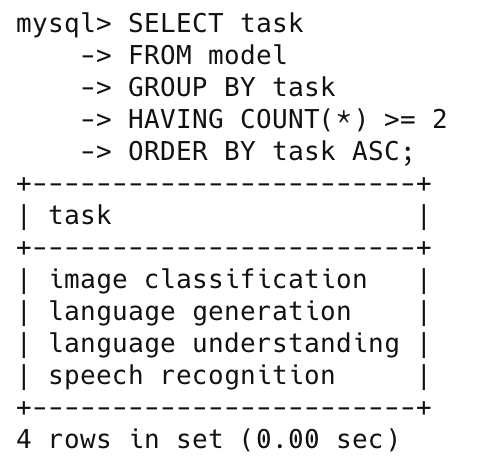 mysql> SELECT task
    -> FROM model
    -> GROUP BY task
    -> HAVING COUNT(*) >= 2
    -> ORDER BY task ASC;
+------------------------+
| task                   |
+------------------------+
| image classification   |
| language generation    |
| language understanding |
| speech recognition     |
+------------------------+
4 rows in set (0.00 sec)